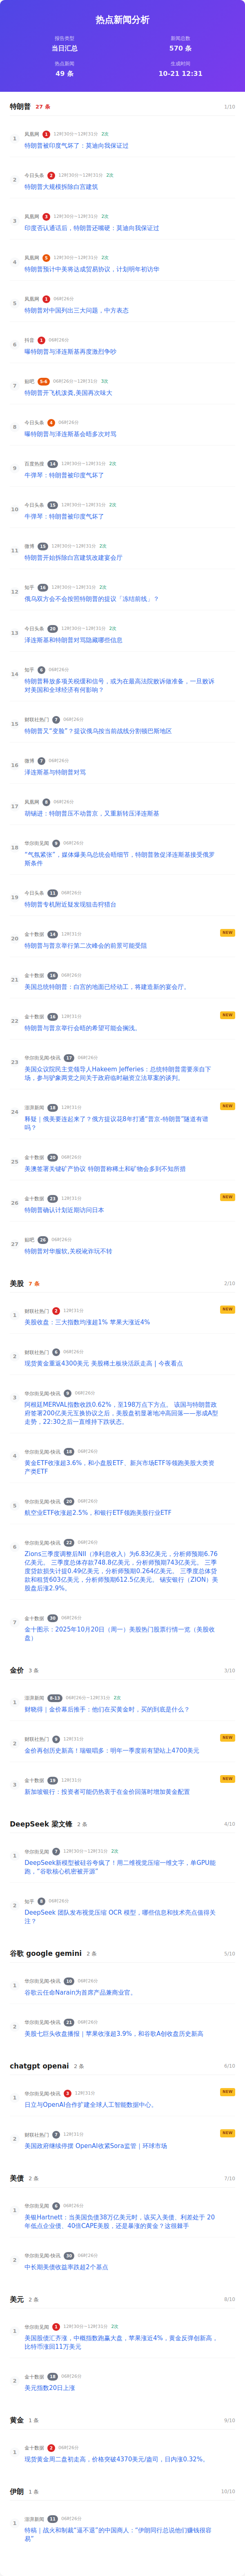 热点新闻分析
报告类型
当日汇总
新闻总数
570 条
热点新闻
49 条
生成时间
10-21 12:31
特朗普 27 条 1/10
1 凤凰网 1 12时30分~12时31分 2次
特朗普被印度气坏了：莫迪向我保证过
2 今日头条 2 12时30分~12时31分 2次
特朗普大规模拆除白宫建筑
3 凤凰网 3 12时30分~12时31分 2次
印度否认通话后，特朗普还嘴硬：莫迪向我保证过
4 凤凰网 5 12时30分~12时31分 2次
特朗普预计中美将达成贸易协议，计划明年初访华
5 凤凰网 1 06时26分
特朗普对中国列出三大问题，中方表态
6 抖音 1 06时26分
曝特朗普与泽连斯基再度激烈争吵
7 贴吧 5-6 06时26分~12时31分 3次
特朗普开飞机泼粪,美国再次味大
8 今日头条 6 06时26分
曝特朗普与泽连斯基会晤多次对骂
9 百度热搜 14 12时30分~12时31分 2次
牛弹琴：特朗普被印度气坏了
10 今日头条 15 12时30分~12时31分 2次
牛弹琴：特朗普被印度气坏了
11 微博 15 12时30分~12时31分 2次
特朗普开始拆除白宫建筑改建宴会厅
12 知乎 16 12时30分~12时31分 2次
俄乌双方会不会按照特朗普的提议「冻结前线」？
13 今日头条 20 12时30分~12时31分 2次
泽连斯基和特朗普对骂隐藏哪些信息
14 知乎 6 06时26分
特朗普释放多项关税缓和信号，或为在最高法院败诉做准备，一旦败诉
对美国和全球经济有何影响？
15 财联社热门 7 06时26分
特朗普又“变脸”？提议俄乌按当前战线分割顿巴斯地区
16 微博 7 06时26分
泽连斯基与特朗普对骂
17 凤凰网 8 06时26分
胡锡进：特朗普压不动普京，又重新转压泽连斯基
18 华尔街见闻 9 06时26分
“气氛紧张”，媒体爆美乌总统会晤细节，特朗普敦促泽连斯基接受俄罗
斯条件
19 今日头条 11 06时26分
特朗普专机附近疑发现狙击狩猎台
20 金十数据 14 12时31分 NEW
特朗普与普京举行第二次峰会的前景可能受阻
21 金十数据 16 06时26分
美国总统特朗普：白宫的地面已经动工，将建造新的宴会厅。
22 金十数据 16 12时31分 NEW
特朗普与普京举行会晤的希望可能会搁浅。
23 华尔街见闻-快讯 17 06时26分
美国众议院民主党领导人Hakeem Jefferies：总统特朗普需要亲自下
场，参与驴象两党之间关于政府临时融资立法草案的谈判。
24 澎湃新闻 18 12时31分 NEW
释疑｜俄美要连起来了？俄方提议花8年打通“普京-特朗普”隧道有谱
吗？
25 金十数据 20 06时26分
美澳签署关键矿产协议 特朗普称稀土和矿物会多到不知所措
26 金十数据 23 12时31分 NEW
特朗普确认计划近期访问日本
27 贴吧 26 06时26分
特朗普对华服软,关税讹诈玩不转
美股 7 条 2/10
1 财联社热门 2 12时31分 NEW
美股收盘：三大指数均涨超1% 苹果大涨近4%
2 财联社热门 6 06时26分
现货黄金重返4300美元 美股稀土板块活跃走高 | 今夜看点
3 华尔街见闻-快讯 9 06时26分
阿根廷MERVAL指数收跌0.62%，至198万点下方点。 该国与特朗普政
府签署200亿美元互换协议之后，美股盘初显著地冲高回落——形成A型
走势，22:30之后一直维持下跌状态。
4 华尔街见闻-快讯 18 06时26分
黄金ETF收涨超3.6%，和小盘股ETF、新兴市场ETF等领跑美股大类资
产类ETF
5 华尔街见闻-快讯 20 06时26分
航空业ETF收涨超2.5%，和银行ETF领跑美股行业ETF
6 华尔街见闻-快讯 22 06时26分
Zions三季度调整后NII（净利息收入）为6.83亿美元，分析师预期6.76
亿美元。 三季度总体存款748.8亿美元，分析师预期743亿美元。 三季
度贷款损失计提0.49亿美元，分析师预期0.264亿美元。 三季度总体贷
款和租赁603亿美元，分析师预期612.5亿美元。 锡安银行（ZION）美
股盘后涨2.9%。
7 金十数据 30 06时26分
金十图示：2025年10月20日（周一）美股热门股票行情一览（美股收
盘）
金价 3 条 3/10
1 澎湃新闻 8-13 06时26分~12时31分 2次
财晓得｜金价幕后推手：他们在买黄金时，买的到底是什么？
2 财联社热门 9 12时31分 NEW
金价再创历史新高！瑞银唱多：明年一季度前有望站上4700美元
3 金十数据 19 12时31分 NEW
新加坡银行：投资者可能仍热衷于在金价回落时增加黄金配置
DeepSeek 梁文锋 2 条 4/10
1 华尔街见闻 7 12时30分~12时31分 2次
DeepSeek新模型被硅谷夸疯了！用二维视觉压缩一维文字，单GPU能
跑，“谷歌核心机密被开源”
2 知乎 8 06时26分
DeepSeek 团队发布视觉压缩 OCR 模型，哪些信息和技术亮点值得关
注？
谷歌 google gemini 2 条 5/10
1 华尔街见闻-快讯 10 06时26分
谷歌云任命Narain为首席产品兼商业官。
2 华尔街见闻-快讯 21 06时26分
美股七巨头收盘播报｜苹果收涨超3.9%，和谷歌A创收盘历史新高
chatgpt openai 2 条 6/10
1 华尔街见闻-快讯 3 12时31分 NEW
日立与OpenAI合作扩建全球人工智能数据中心。
2 财联社热门 7 12时31分 NEW
美国政府继续停摆 OpenAI收紧Sora监管｜环球市场
美债 2 条 7/10
1 华尔街见闻 6 06时26分
美银Hartnett：当美国负债38万亿美元时，该买入美债、利差处于 20
年低点企业债、40倍CAPE美股，还是暴涨的黄金？这很棘手
2 华尔街见闻-快讯 30 06时26分
中长期美债收益率跌超2个基点
美元 2 条 8/10
1 华尔街见闻 3 12时30分~12时31分 2次
美国股债汇齐涨，中概指数跑赢大盘，苹果涨近4%，黄金反弹创新高，
比特币涨回11万美元
2 金十数据 18 06时26分
美元指数20日上涨
黄金 1 条 9/10
1 金十数据 2 06时26分
现货黄金周二盘初走高，价格突破4370美元/盎司，日内涨0.32%。
伊朗 1 条 10/10
1 澎湃新闻 11 06时26分
特稿｜战火和制裁“逼不退”的中国商人：“伊朗同行总说他们赚钱很容
易”